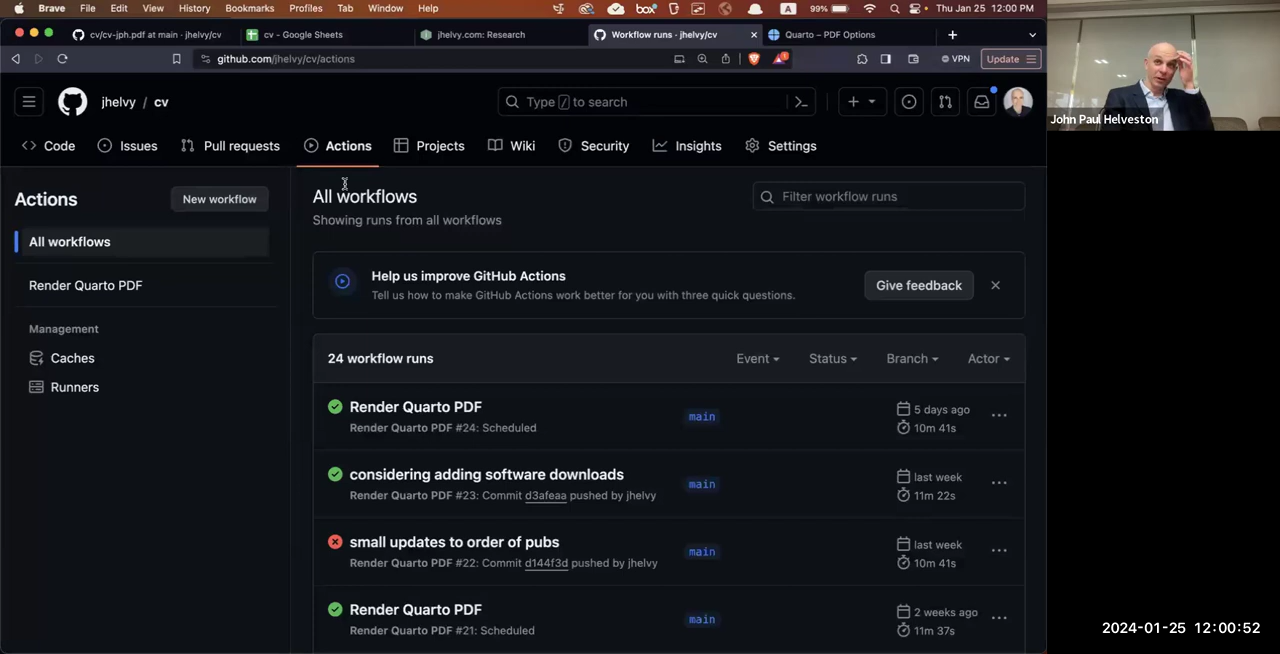 Brave File Edit View History Bookmarks Profiles Tab Window Help box A 99% Thu Jan 25 12:00 PM
cv/cv-jph.pdf at main · jhelvy/cv cv - Google Sheets jhelvy.com: Research Workflow runs · jhelvy/cv Quarto – PDF Options
github.com/jhelvy/cv/actions VPN Update
jhelvy / cv Type / to search
Code Issues Pull requests Actions Projects Wiki Security Insights Settings
John Paul Helveston
Actions New workflow
All workflows
Render Quarto PDF
Management
Caches
Runners
All workflows
Showing runs from all workflows
Filter workflow runs
Help us improve GitHub Actions
Tell us how to make GitHub Actions work better for you with three quick questions.
Give feedback
24 workflow runs Event Status Branch Actor
Render Quarto PDF main 5 days ago
Render Quarto PDF #24: Scheduled 10m 41s
considering adding software downloads main last week
Render Quarto PDF #23: Commit d3afeaa pushed by jhelvy 11m 22s
small updates to order of pubs main last week
Render Quarto PDF #22: Commit d144f3d pushed by jhelvy 10m 41s
Render Quarto PDF main 2 weeks ago
Render Quarto PDF #21: Scheduled 11m 37s
2024-01-25 12:00:52